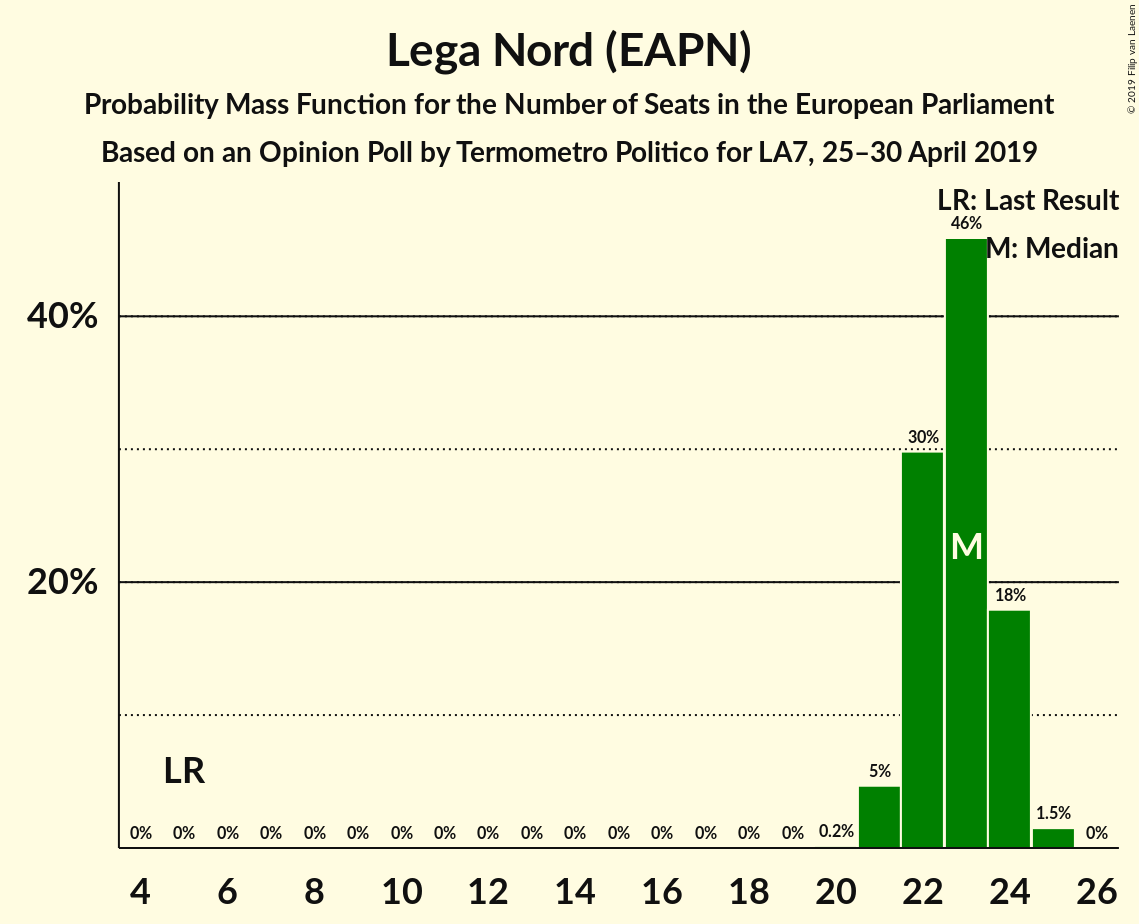 Lega Nord (EAPN)
Probability Mass Function for the Number of Seats in the European Parliament
Based on an Opinion Poll by Termometro Politico for LA7, 25–30 April 2019
© 2019 Filip van Laenen
LR: Last Result
M: Median
46%
40%
30%
M
20%
18%
LR
5%
1.5%
0% 0% 0% 0% 0% 0% 0% 0% 0% 0% 0% 0% 0% 0% 0% 0% 0.2% 0%
4 6 8 10 12 14 16 18 20 22 24 26